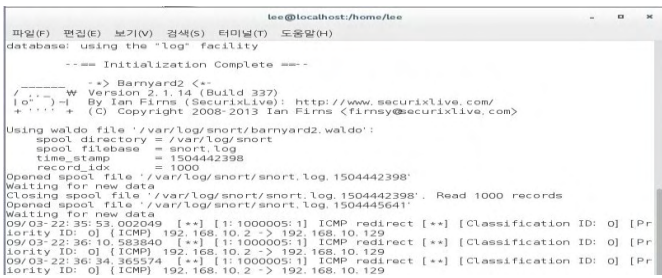 lee@localhost:/home/lee
파일(F) 편집(E) 보기(V) 검색(S) 터미널(T) 도움말(H)
database: using the "log" facility
--== Initialization Complete ==--
______ -*> Barnyard2 <*-
/ ,,_ ₩ Version 2.1.14 (Build 337)
|o" )~| By Ian Firns (SecurixLive): http://www.securixlive.com/
+ '''' + (C) Copyright 2008-2013 Ian Firns <firnsy@securixlive.com>
Using waldo file '/var/log/snort/barnyard2.waldo':
spool directory = /var/log/snort
spool filebase = snort.log
time_stamp = 1504442398
record_idx = 1000
Opened spool file '/var/log/snort/snort.log.1504442398'
Waiting for new data
Closing spool file '/var/log/snort/snort.log.1504442398'. Read 1000 records
Opened spool file '/var/log/snort/snort.log.1504445641'
Waiting for new data
09/03-22:35:53.002049 [**] [1:1000005:1] ICMP redirect [**] [Classification ID: 0] [Pr
iority ID: 0] {ICMP} 192.168.10.2 -> 192.168.10.129
09/03-22:36:10.583840 [**] [1:1000005:1] ICMP redirect [**] [Classification ID: 0] [Pr
iority ID: 0] {ICMP} 192.168.10.2 -> 192.168.10.129
09/03-22:36:34.365574 [**] [1:1000005:1] ICMP redirect [**] [Classification ID: 0] [Pr
iority ID: 0] {ICMP} 192.168.10.2 -> 192.168.10.129